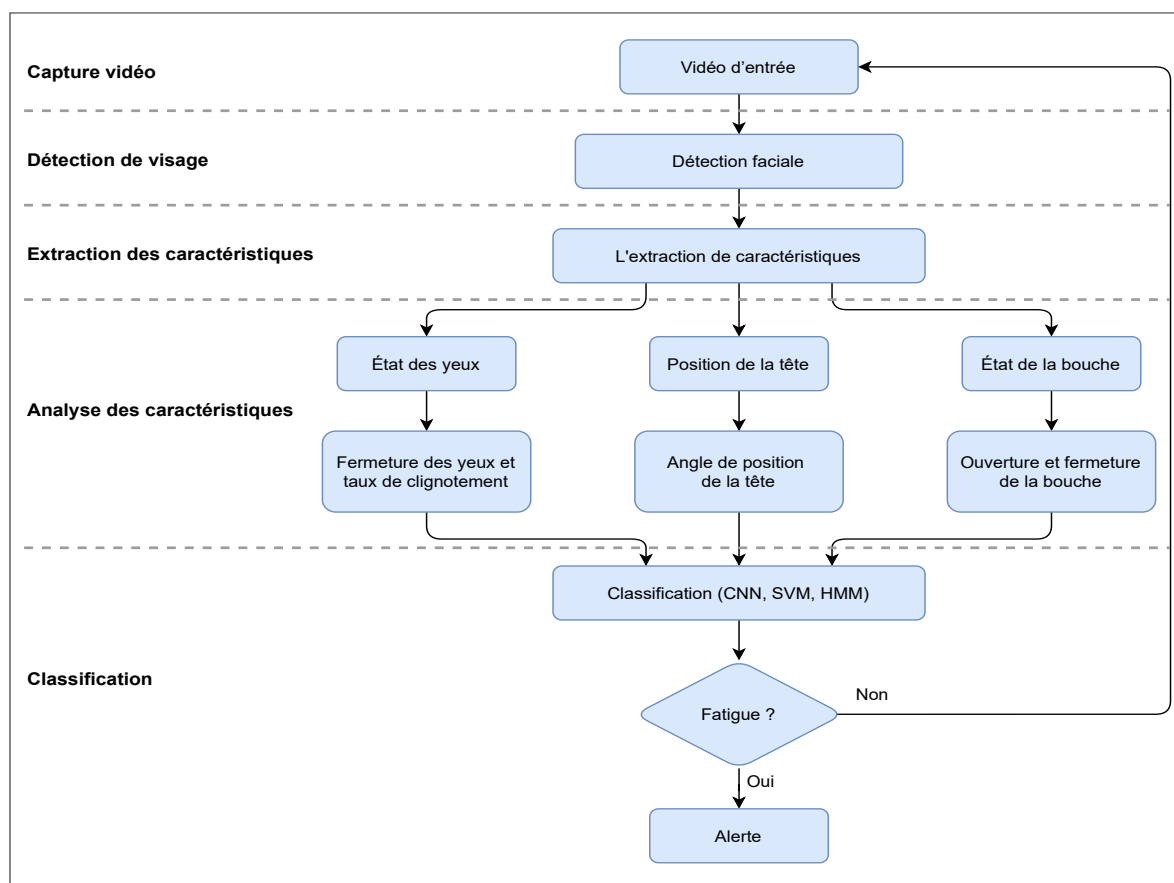 Capture vidéo
Vidéo d'entrée
Détection de visage
Détection faciale
Extraction des caractéristiques
L'extraction de caractéristiques
État des yeux
Position de la tête
État de la bouche
Analyse des caractéristiques
Fermeture des yeux et
taux de clignotement
Angle de position
de la tête
Ouverture et fermeture
de la bouche
Classification (CNN, SVM, HMM)
Classification
Fatigue ?
Non
Oui
Alerte